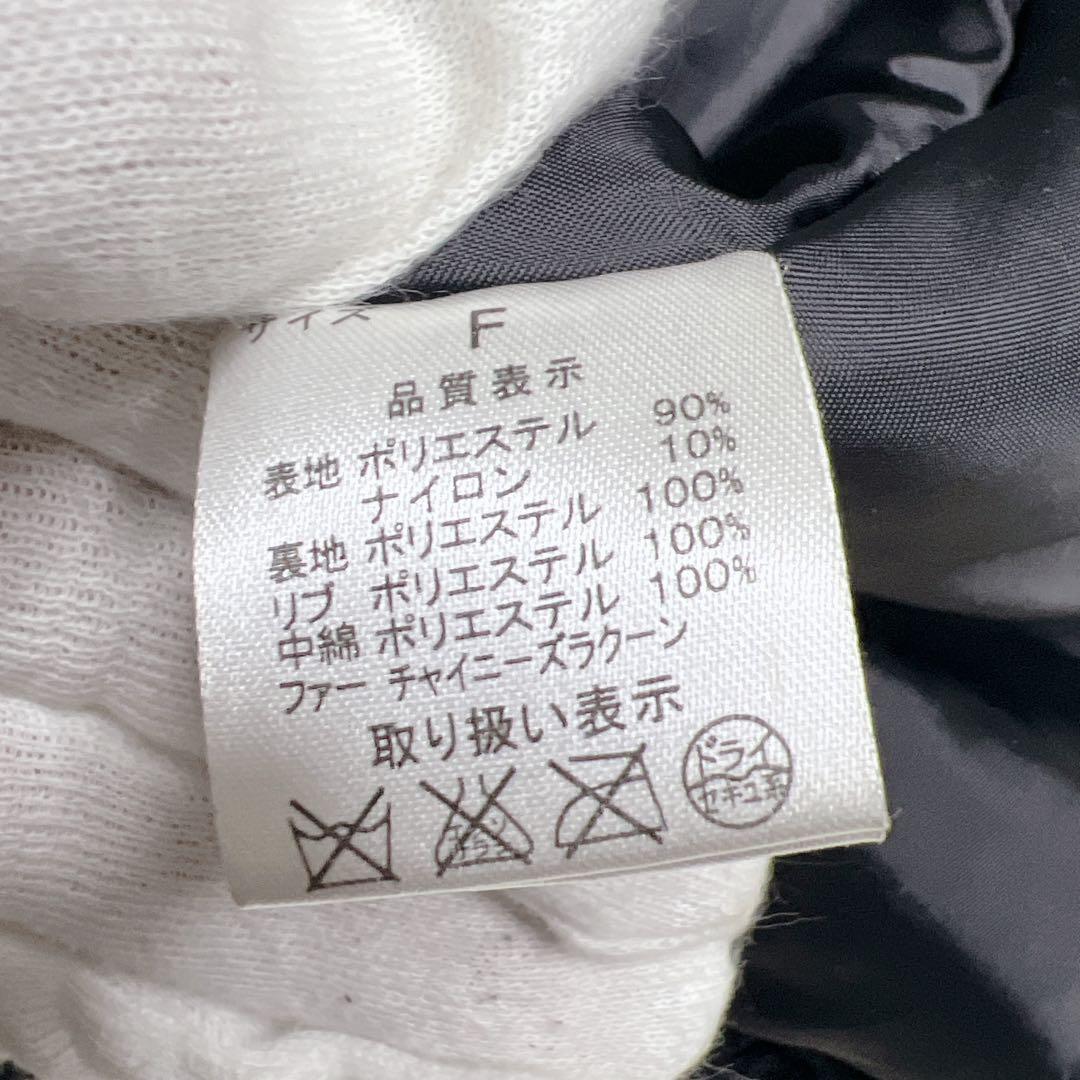 サイズ F
品質表示
表地 ポリエステル 90%
ナイロン 10%
裏地 ポリエステル 100%
リブ ポリエステル 100%
中綿 ポリエステル 100%
ファー チャイニーズラクーン
取り扱い表示
エンソ
ドライ
セキユ系